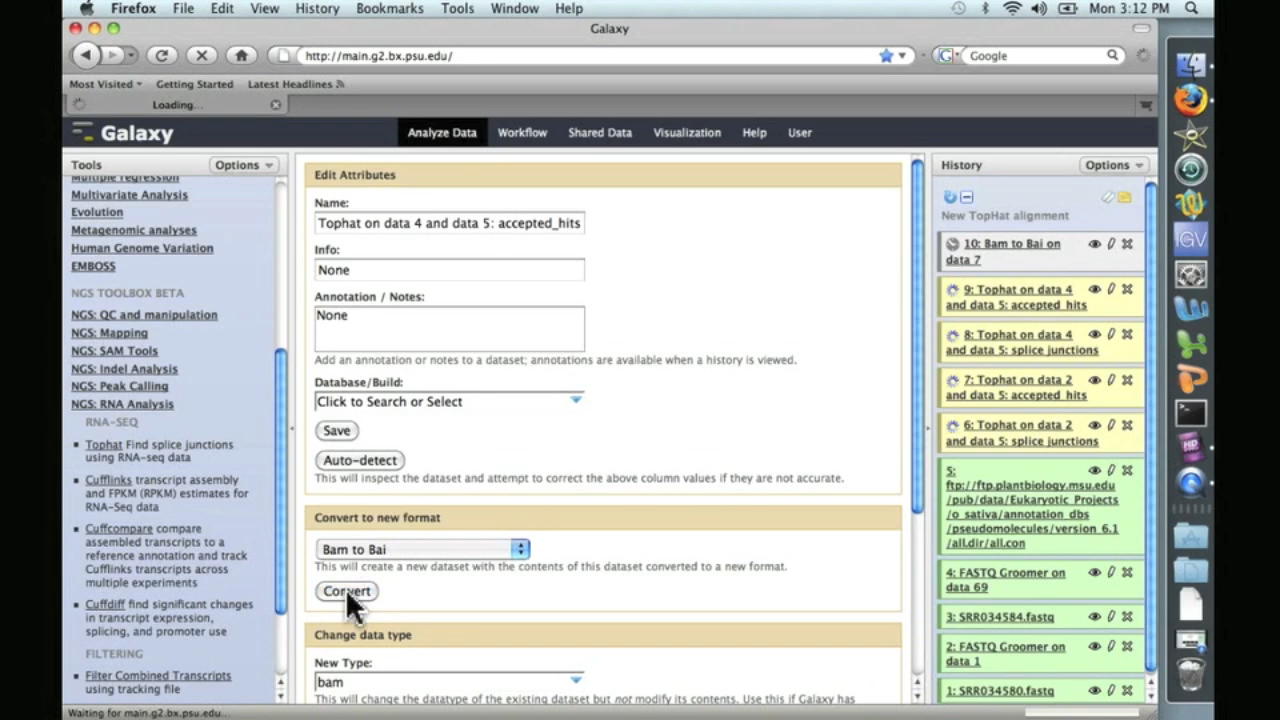 Firefox File Edit View History Bookmarks Tools Window Help Mon 3:12 PM
Galaxy
http://main.g2.bx.psu.edu/
Google
Most Visited Getting Started Latest Headlines
Loading...
Galaxy Analyze Data Workflow Shared Data Visualization Help User
Tools Options
Multiple regression
Multivariate Analysis
Evolution
Metagenomic analyses
Human Genome Variation
EMBOSS
NGS TOOLBOX BETA
NGS: QC and manipulation
NGS: Mapping
NGS: SAM Tools
NGS: Indel Analysis
NGS: Peak Calling
NGS: RNA Analysis
RNA-SEQ
Tophat Find splice junctions
using RNA-seq data
Cufflinks transcript assembly
and FPKM (RPKM) estimates for
RNA-Seq data
Cuffcompare compare
assembled transcripts to a
reference annotation and track
Cufflinks transcripts across
multiple experiments
Cuffdiff find significant changes
in transcript expression,
splicing, and promoter use
FILTERING
Filter Combined Transcripts
using tracking file
Edit Attributes
Name:
Tophat on data 4 and data 5: accepted_hits
Info:
None
Annotation / Notes:
None
Add an annotation or notes to a dataset; annotations are available when a history is viewed.
Database/Build:
Click to Search or Select
Save
Auto-detect
This will inspect the dataset and attempt to correct the above column values if they are not accurate.
Convert to new format
Bam to Bai
This will create a new dataset with the contents of this dataset converted to a new format.
Convert
Change data type
New Type:
bam
This will change the datatype of the existing dataset but not modify its contents. Use this if Galaxy has
History Options
New TopHat alignment
10: Bam to Bai on
data 7
9: Tophat on data 4
and data 5: accepted_hits
8: Tophat on data 4
and data 5: splice junctions
7: Tophat on data 2
and data 5: accepted_hits
6: Tophat on data 2
and data 5: splice junctions
5:
ftp://ftp.plantbiology.msu.edu
/pub/data/Eukaryotic_Projects
/o_sativa/annotation_dbs
/pseudomolecules/version_6.1
/all.dir/all.con
4: FASTQ Groomer on
data 69
3: SRR034584.fastq
2: FASTQ Groomer on
data 1
1: SRR034580.fastq
IGV
HD
Waiting for main.g2.bx.psu.edu...